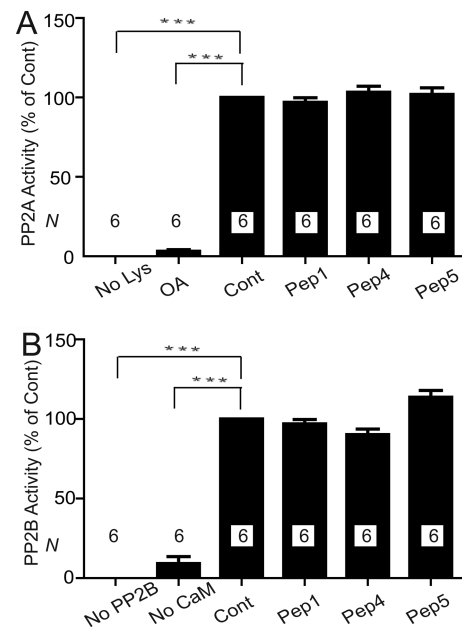 A
PP2A Activity (% of Cont)
150
100
50
0
***
***
N 6 6 6 6 6 6
No Lys OA Cont Pep1 Pep4 Pep5
B
PP2B Activity (% of Cont)
150
100
50
0
***
***
N 6 6 6 6 6 6
No PP2B No CaM Cont Pep1 Pep4 Pep5